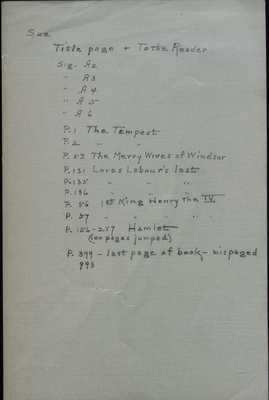 See
Title page & To the Reader
Sig. A2
" A3
" A4
" A5
" A6
P. 1 The Tempest
P. 2 " "
P. 53 The Merry Wives of Windsor
P. 131 Loves Labour's lost
P. 135 " " "
P. 136 " " "
P. 56 1st King Henry the IV
P. 57 " " " "
P. 156-257 Hamlet
(100 pages jumped)
P. 399 - last page of book - mispaged
993